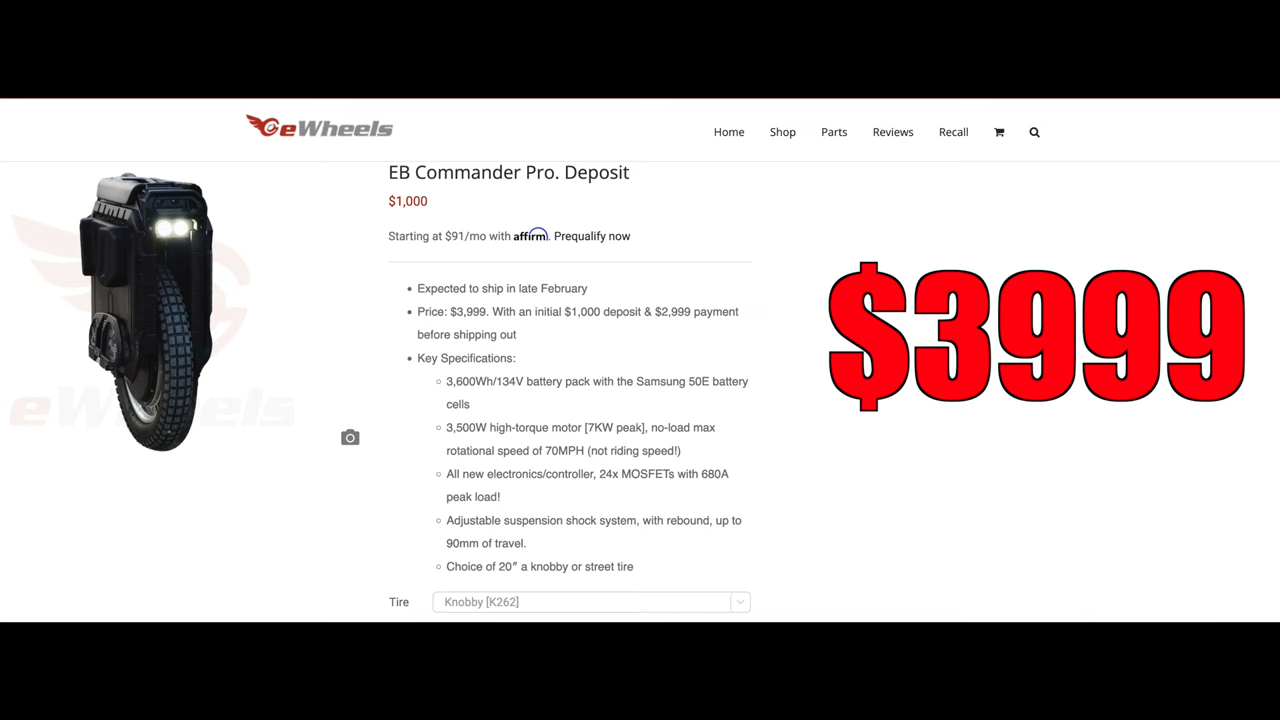 eWheels
Home
Shop
Parts
Reviews
Recall
EB Commander Pro. Deposit
$1,000
Starting at $91/mo with affirm. Prequalify now
Expected to ship in late February
Price: $3,999. With an initial $1,000 deposit & $2,999 payment
before shipping out
Key Specifications:
3,600Wh/134V battery pack with the Samsung 50E battery
cells
3,500W high-torque motor [7KW peak], no-load max
rotational speed of 70MPH (not riding speed!)
All new electronics/controller, 24x MOSFETs with 680A
peak load!
Adjustable suspension shock system, with rebound, up to
90mm of travel.
Choice of 20″ a knobby or street tire
Tire
Knobby [K262]
eWheels
$3999